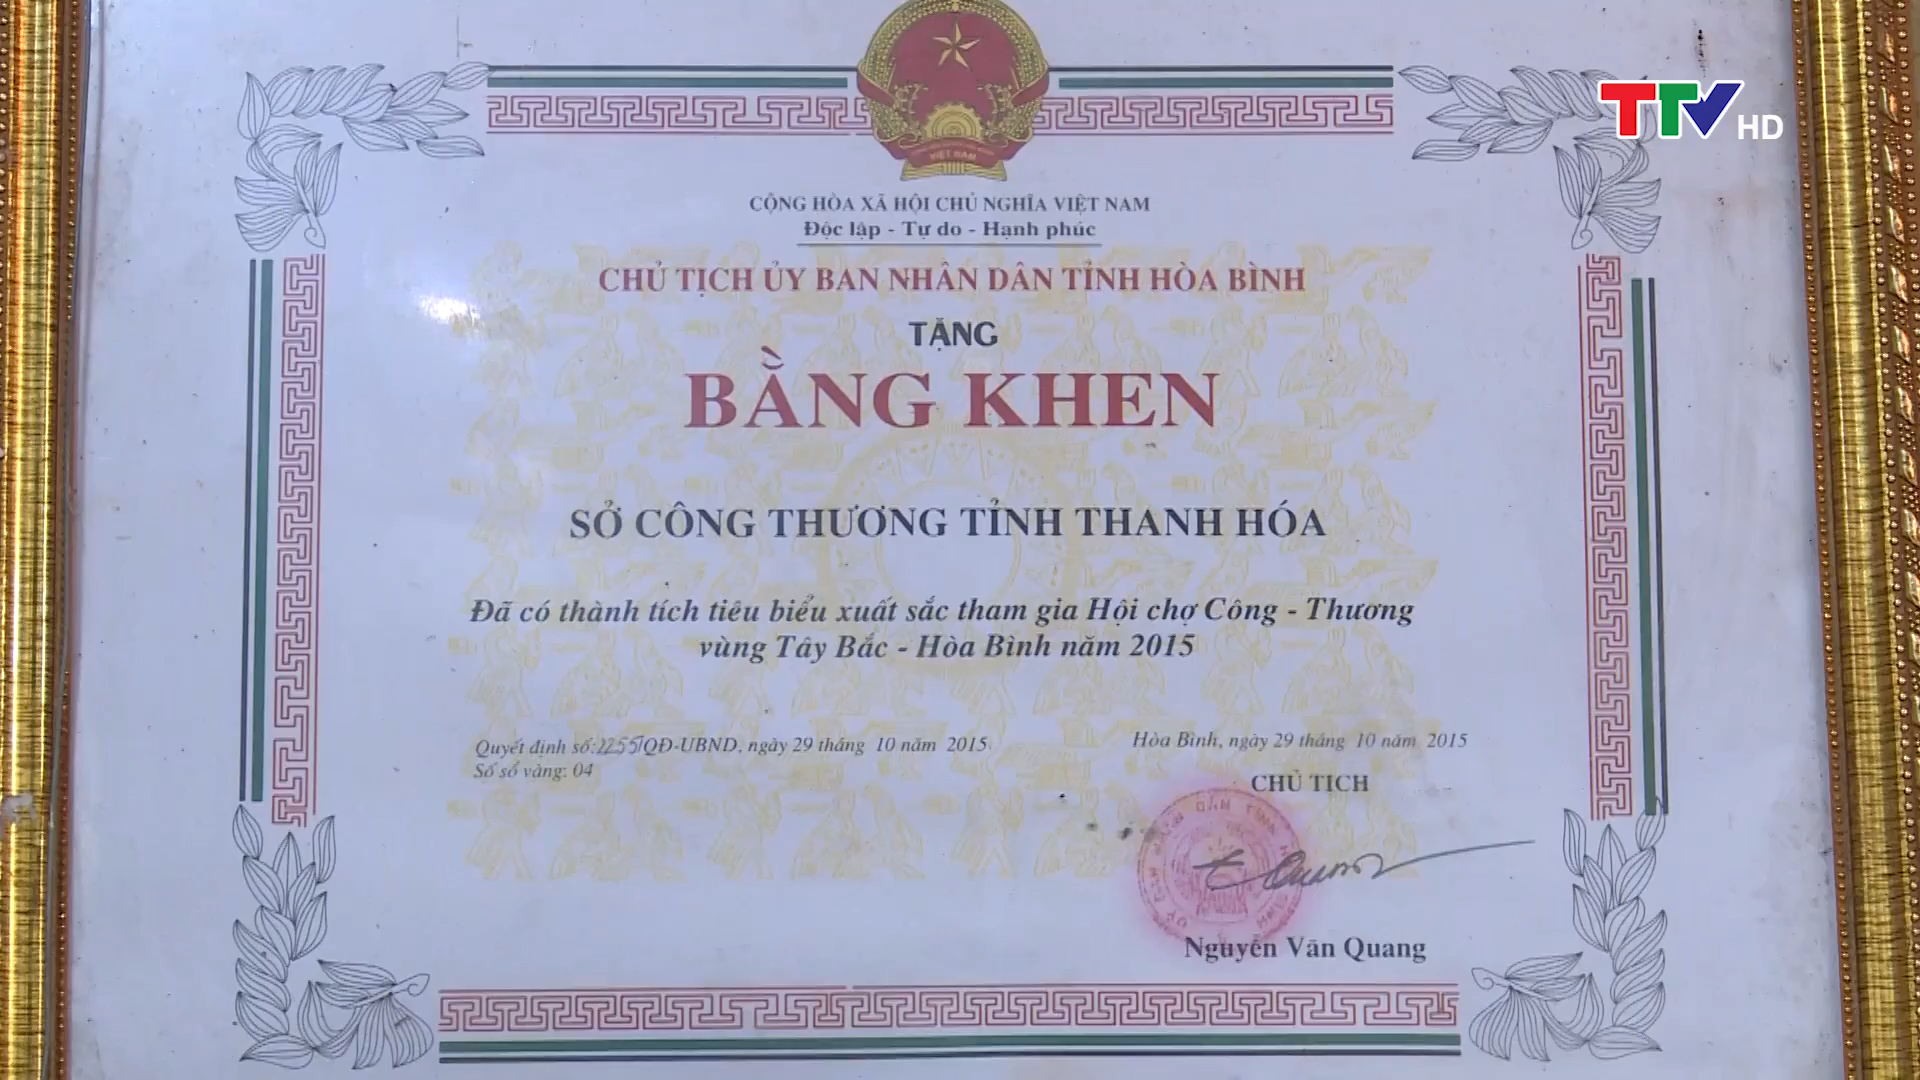 TTV HD
VIỆT NAM
CỘNG HÒA XÃ HỘI CHỦ NGHĨA VIỆT NAM
Độc lập - Tự do - Hạnh phúc
CHỦ TỊCH ỦY BAN NHÂN DÂN TỈNH HÒA BÌNH
TẶNG
BẰNG KHEN
SỞ CÔNG THƯƠNG TỈNH THANH HÓA
Đã có thành tích tiêu biểu xuất sắc tham gia Hội chợ Công - Thương
vùng Tây Bắc - Hòa Bình năm 2015
Quyết định số: 2255/QĐ-UBND, ngày 29 tháng 10 năm 2015
Số sổ vàng: 04
Hòa Bình, ngày 29 tháng 10 năm 2015
CHỦ TỊCH
Nguyễn Văn Quang